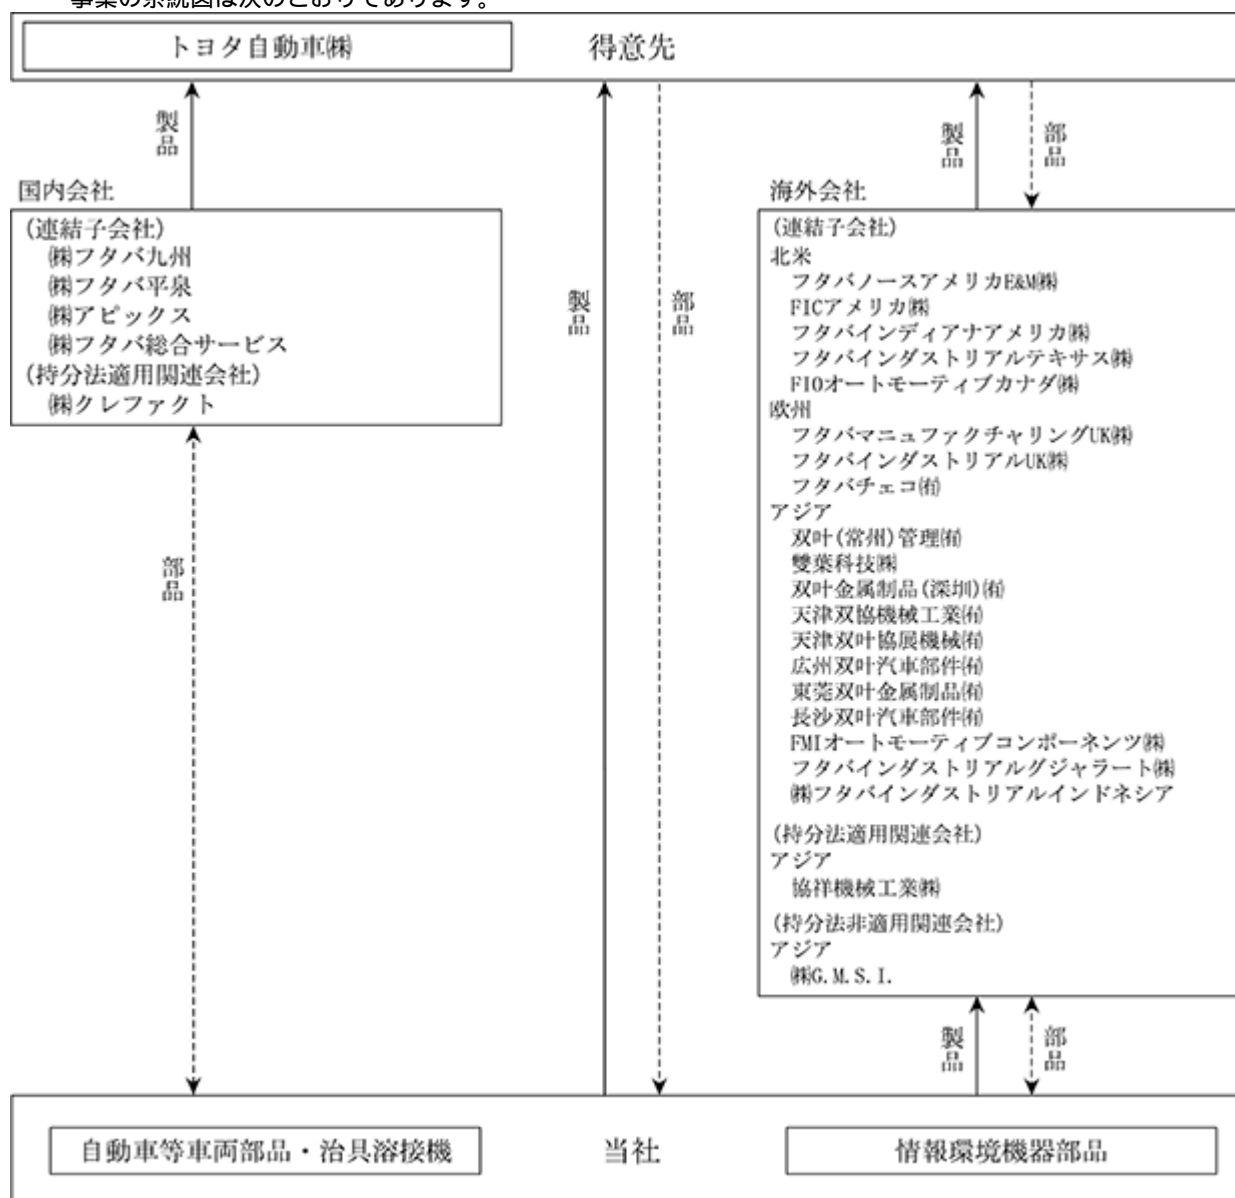 事業の系統図は次のとおりであります。
トヨタ自動車㈱
得意先
製品
製品
部品
製品
部品
国内会社
(連結子会社)
㈱フタバ九州
㈱フタバ平泉
㈱アピックス
㈱フタバ総合サービス
(持分法適用関連会社)
㈱クレファクト
部品
海外会社
(連結子会社)
北米
フタバノースアメリカE&M㈱
FICアメリカ㈱
フタバインディアナアメリカ㈱
フタバインダストリアルテキサス㈱
FIOオートモーティブカナダ㈱
欧州
フタバマニュファクチャリングUK㈱
フタバインダストリアルUK㈱
フタバチェコ㈲
アジア
双叶(常州)管理㈲
雙葉科技㈱
双叶金属制品(深圳)㈲
天津双協機械工業㈲
天津双叶協展機械㈲
広州双叶汽車部件㈲
東莞双叶金属制品㈲
長沙双叶汽車部件㈲
FMIオートモーティブコンポーネンツ㈱
フタバインダストリアルグジャラート㈱
㈱フタバインダストリアルインドネシア
(持分法適用関連会社)
アジア
協祥機械工業㈱
(持分法非適用関連会社)
アジア
㈱G.M.S.I.
製品
部品
自動車等車両部品・治具溶接機
当社
情報環境機器部品